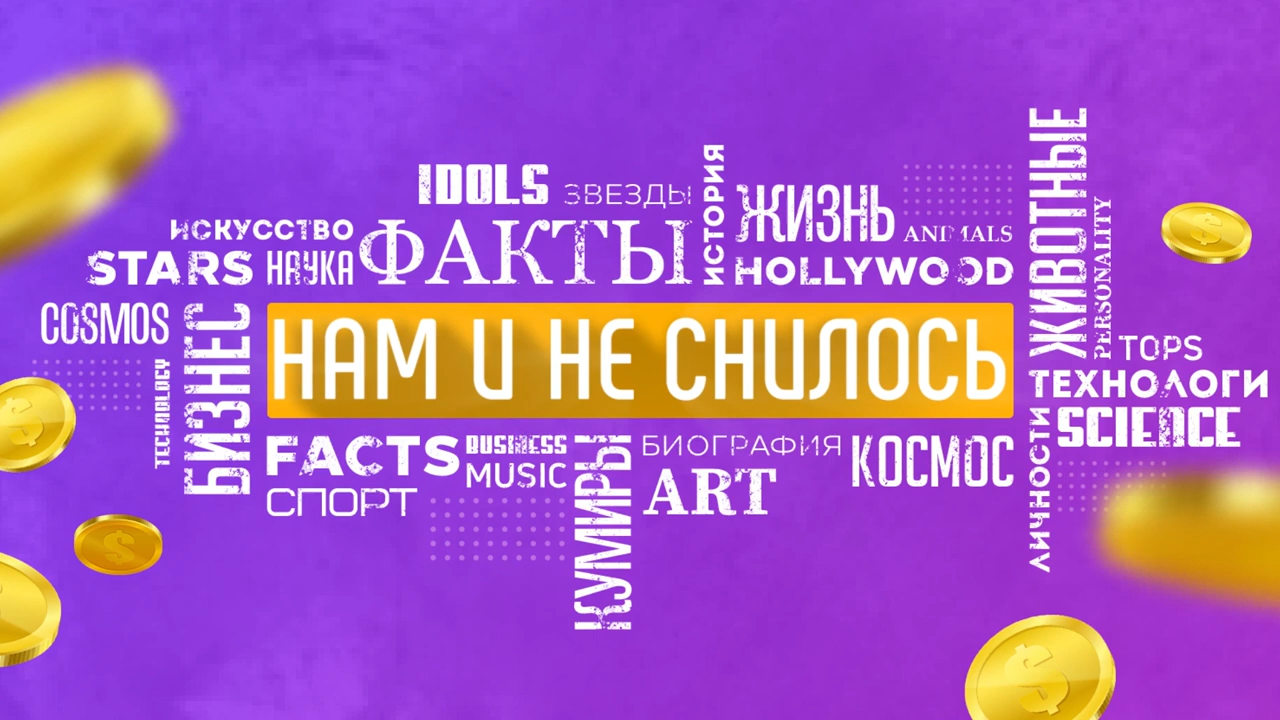 IDOLS
ЗВЕЗДЫ
ИСТОРИЯ
ЖИЗНЬ
ANIMALS
ЖИВОТНЫЕ
PERSONALITY
ИСКУССТВО
STARS
НАУКА
ФАКТЫ
HOLLYWOOD
COSMOS
TECHNOLOGY
БИЗНЕС
НАМ И НЕ СНИЛОСЬ
TOPS
ТЕХНОЛОГИ
SCIENCE
ЛИЧНОСТИ
FACTS
BUSINESS
MUSIC
СПОРТ
КУМИРЫ
БИОГРАФИЯ
ART
КОСМОС